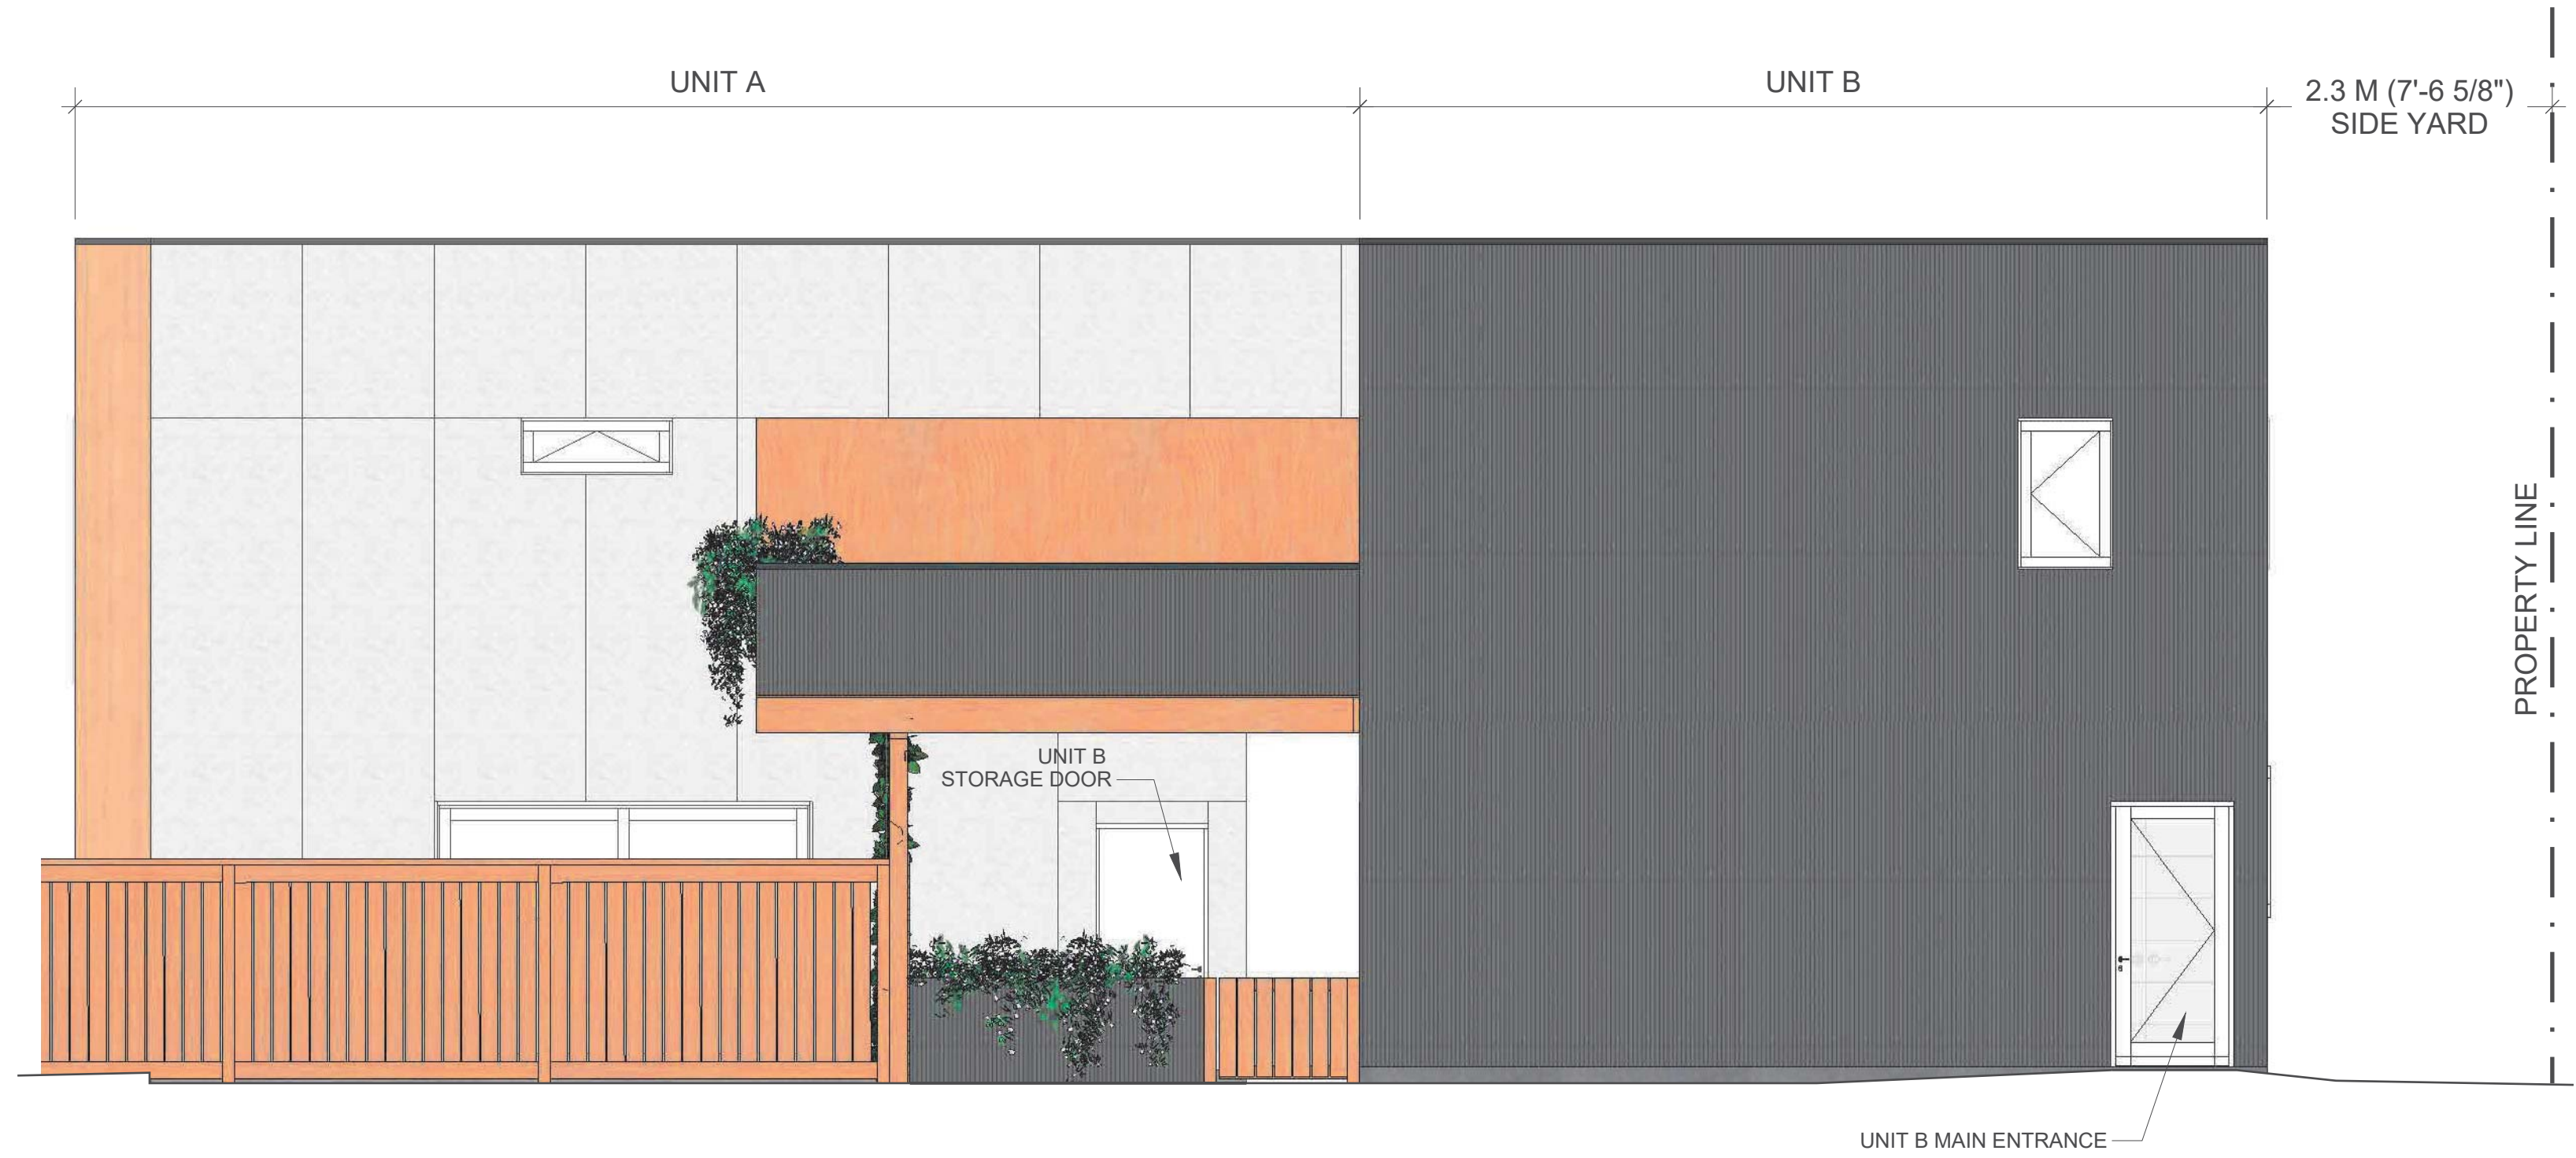 UNIT A
UNIT B
2.3 M (7'-6 5/8")
SIDE YARD
PROPERTY LINE
UNIT B
STORAGE DOOR
UNIT B MAIN ENTRANCE